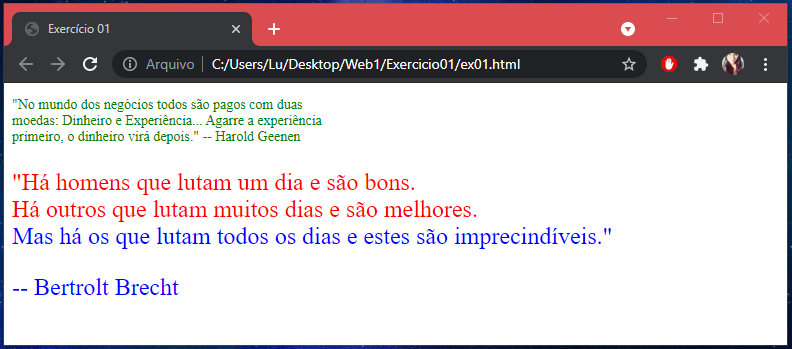 Exercício 01
Arquivo C:/Users/Lu/Desktop/Web1/Exercicio01/ex01.html
"No mundo dos negócios todos são pagos com duas
moedas: Dinheiro e Experiência... Agarre a experiência
primeiro, o dinheiro virá depois." -- Harold Geenen
"Há homens que lutam um dia e são bons.
Há outros que lutam muitos dias e são melhores.
Mas há os que lutam todos os dias e estes são imprecindíveis."
-- Bertrolt Brecht